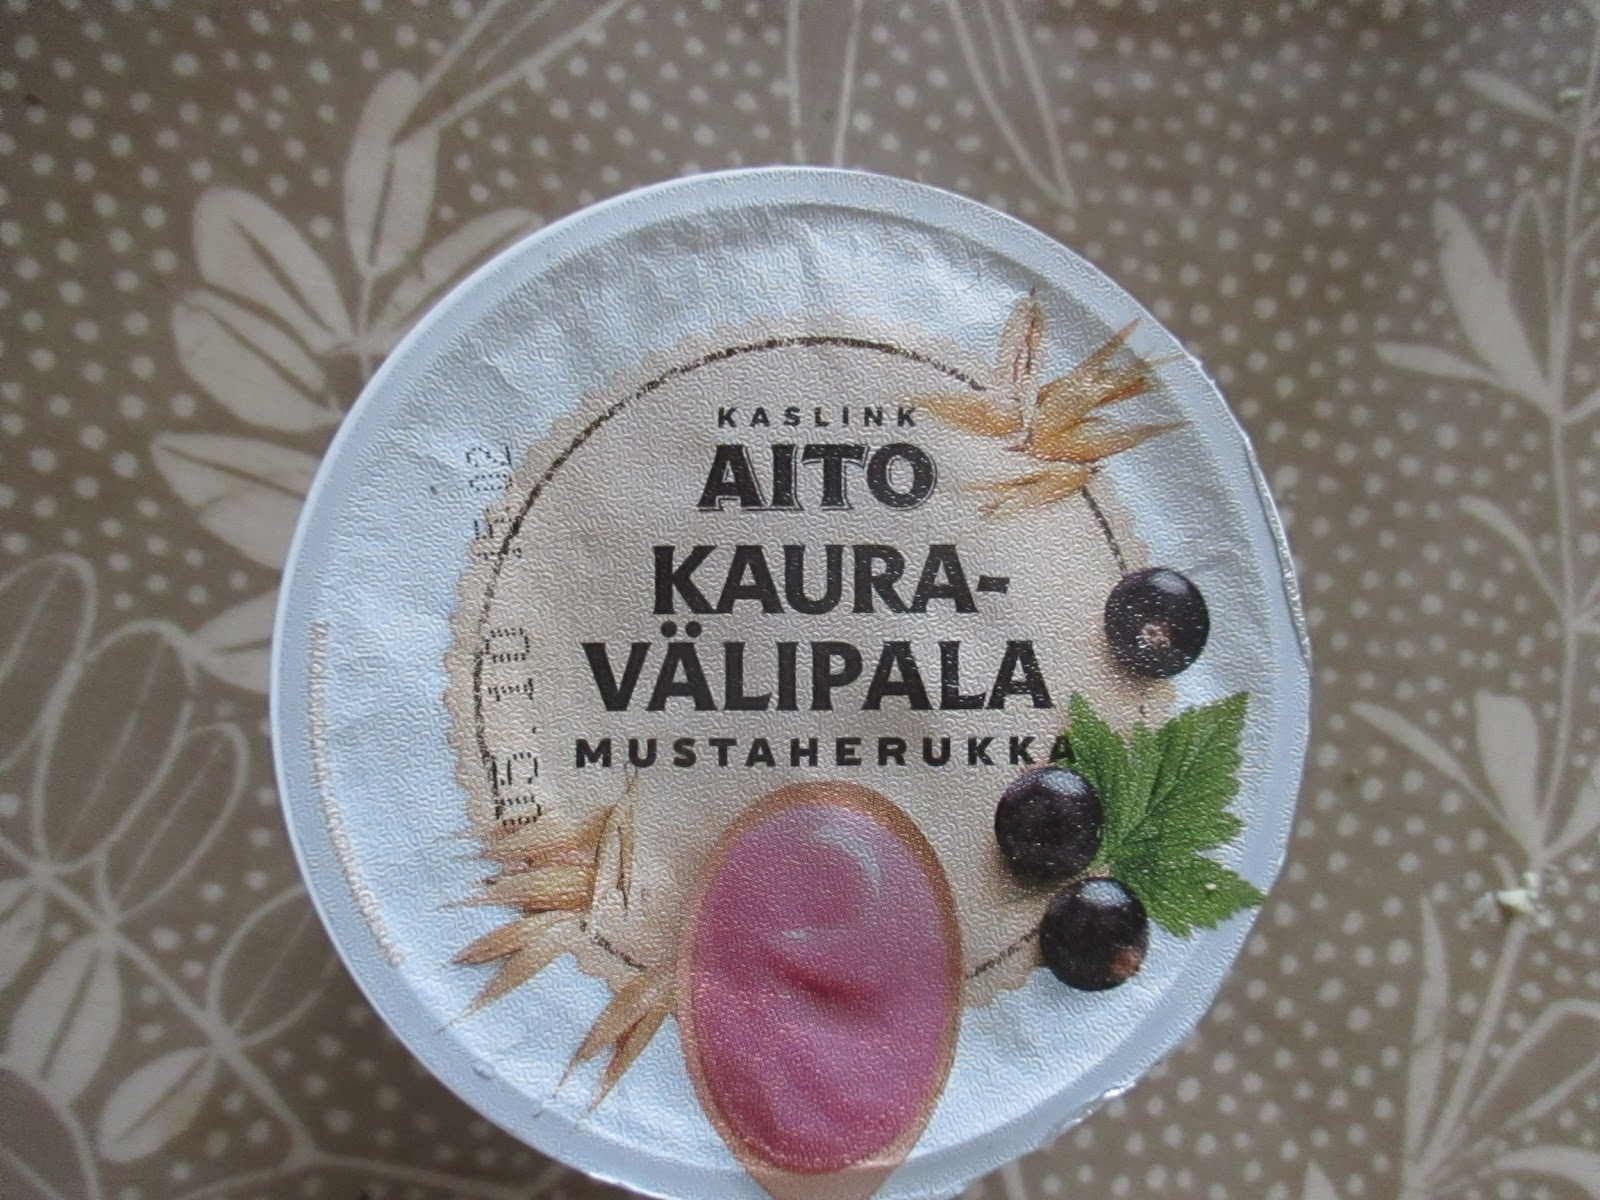 KASLINK
AITO
KAURA-
VÄLIPALA
MUSTAHERUKKA